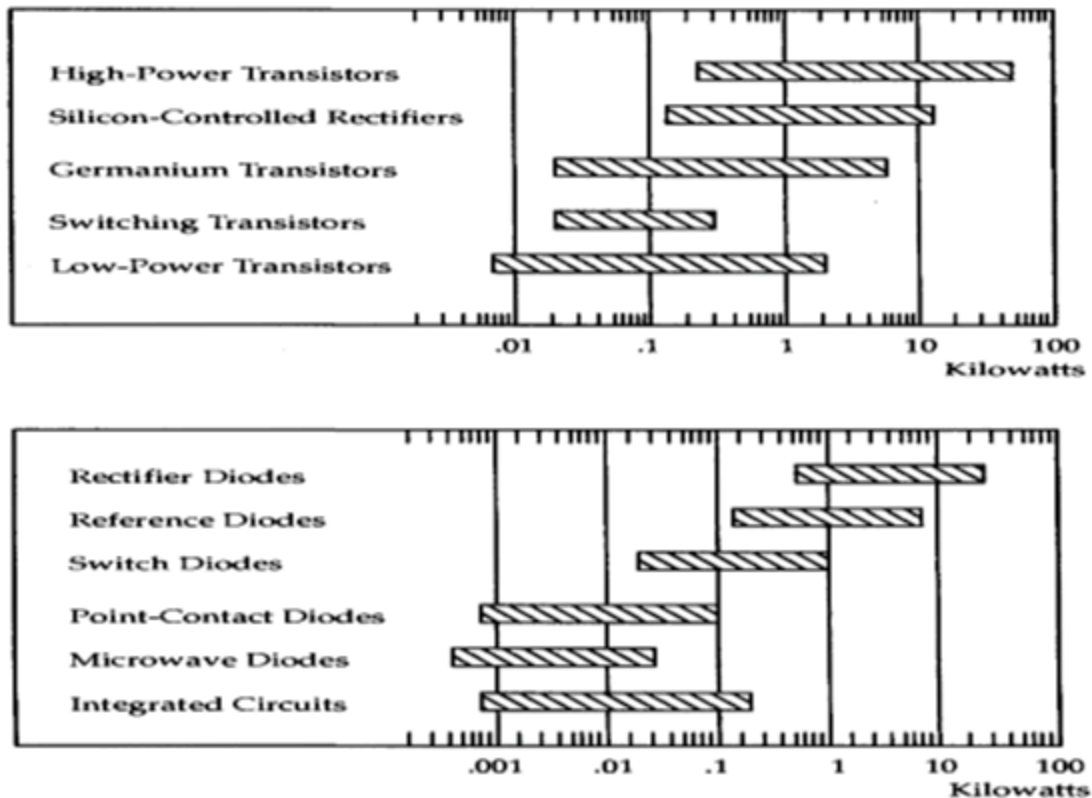 High-Power Transistors
Silicon-Controlled Rectifiers
Germanium Transistors
Switching Transistors
Low-Power Transistors
.01 .1 1 10 100
Kilowatts
Rectifier Diodes
Reference Diodes
Switch Diodes
Point-Contact Diodes
Microwave Diodes
Integrated Circuits
.001 .01 .1 1 10 100
Kilowatts